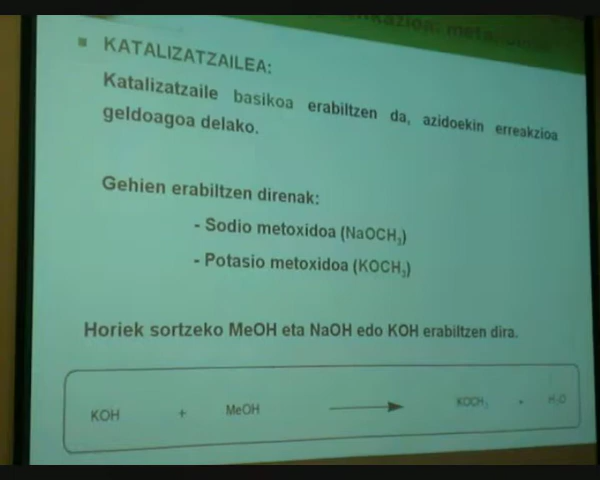 KATALIZATZAILEA:
Katalizatzaile basikoa erabiltzen da, azidoekin erreakzioa
geldoagoa delako.
Gehien erabiltzen direnak:
- Sodio metoxidoa (NaOCH₃)
- Potasio metoxidoa (KOCH₃)
Horiek sortzeko MeOH eta NaOH edo KOH erabiltzen dira.
KOH + MeOH → KOCH₃ + H₂O